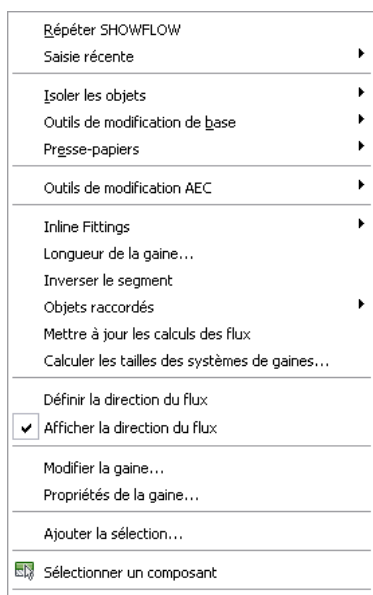 Répéter SHOWFLOW
Saisie récente
Isoler les objets
Outils de modification de base
Presse-papiers
Outils de modification AEC
Inline Fittings
Longueur de la gaine...
Inverser le segment
Objets raccordés
Mettre à jour les calculs des flux
Calculer les tailles des systèmes de gaines...
Définir la direction du flux
Afficher la direction du flux
Modifier la gaine...
Propriétés de la gaine...
Ajouter la sélection...
Sélectionner un composant